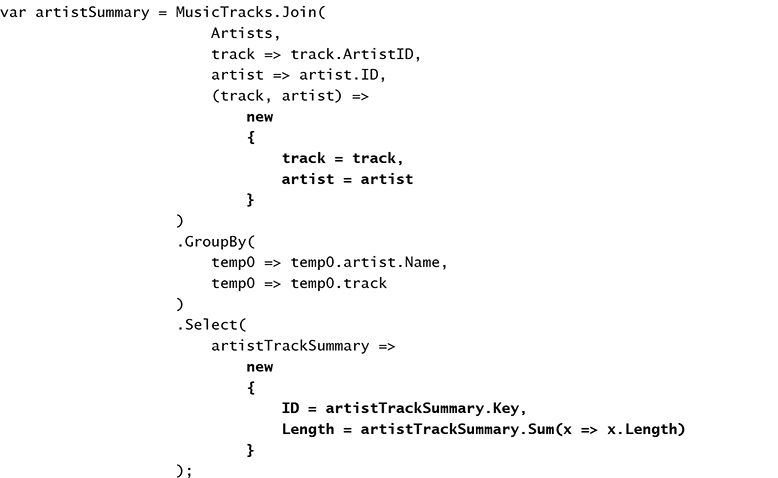 var artistSummary = MusicTracks.Join(
                        Artists,
                        track => track.ArtistID,
                        artist => artist.ID,
                        (track, artist) =>
                            new
                            {
                                track = track,
                                artist = artist
                            }
                    )
                    .GroupBy(
                        temp0 => temp0.artist.Name,
                        temp0 => temp0.track
                    )
                    .Select(
                        artistTrackSummary =>
                            new
                            {
                                ID = artistTrackSummary.Key,
                                Length = artistTrackSummary.Sum(x => x.Length)
                            }
                    );